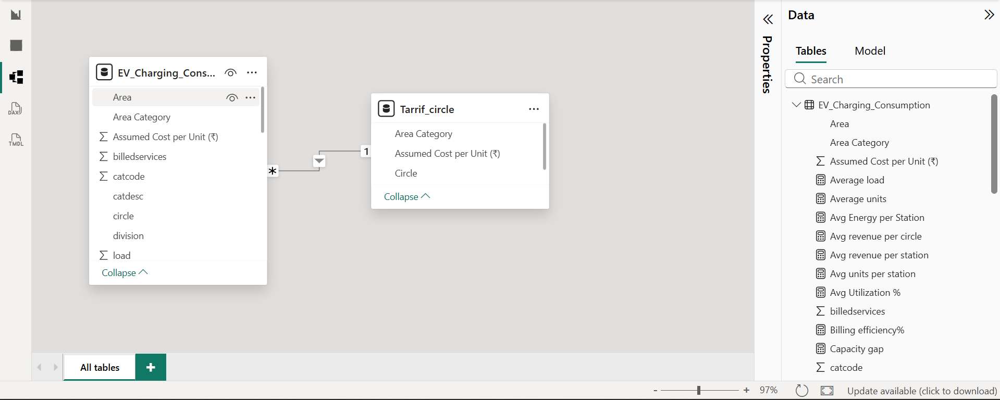 DAX
TMDL
EV_Charging_Cons...
Area
Area Category
Assumed Cost per Unit (₹)
billedservices
catcode
catdesc
circle
division
load
Collapse
*
1
Tarrif_circle
Area Category
Assumed Cost per Unit (₹)
Circle
Collapse
All tables
+
Properties
Data
Tables Model
Search
EV_Charging_Consumption
Area
Area Category
Assumed Cost per Unit (₹)
Average load
Average units
Avg Energy per Station
Avg revenue per circle
Avg revenue per station
Avg units per station
Avg Utilization %
billedservices
Billing efficiency%
Capacity gap
catcode
- + 97% Update available (click to download)